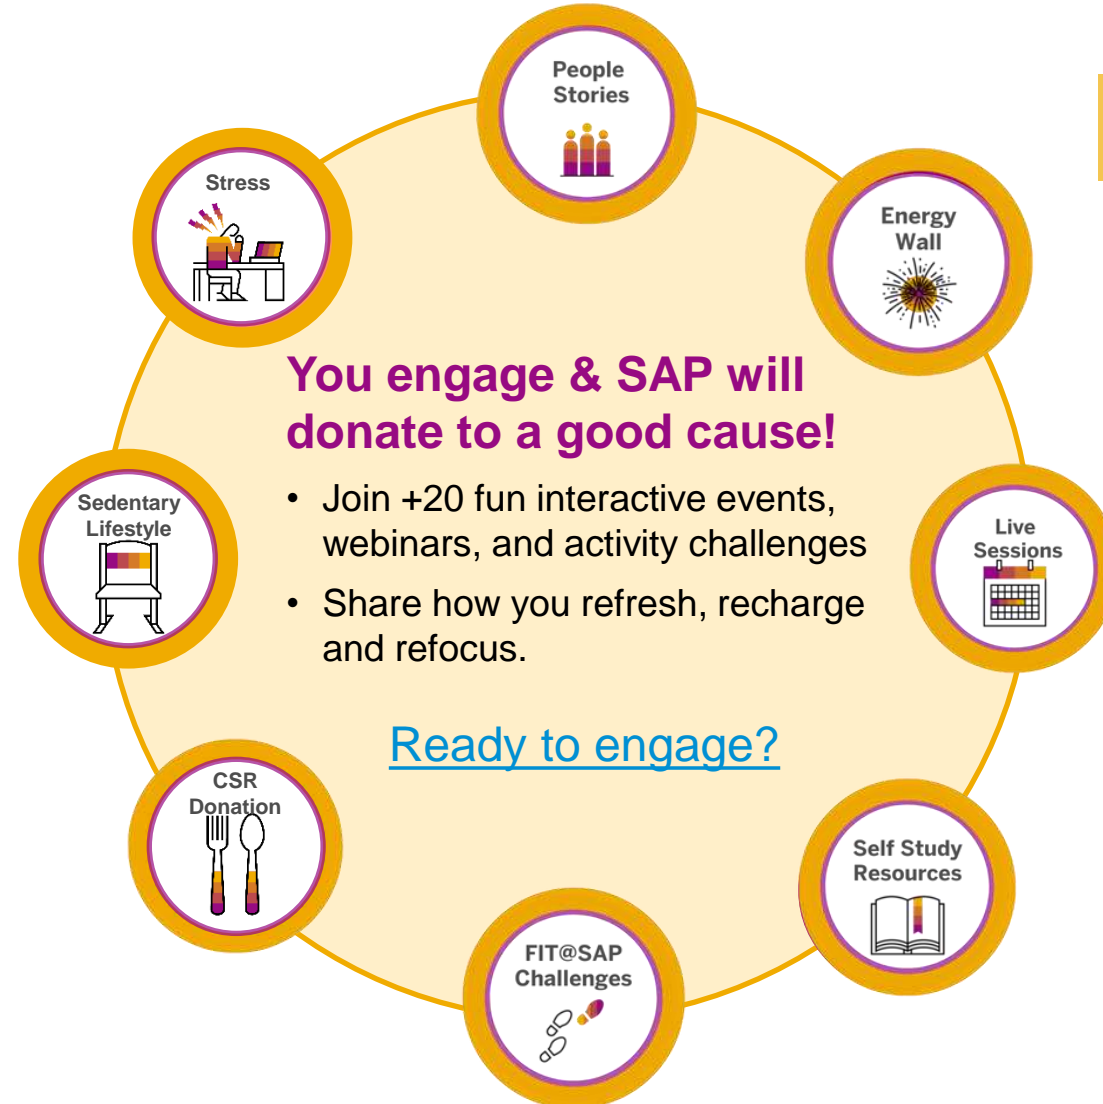 People
Stories
Stress
Energy
Wall
You engage & SAP will
donate to a good cause!
Sedentary
Lifestyle
• Join +20 fun interactive events,
webinars, and activity challenges
Live
Sessions
• Share how you refresh, recharge
and refocus.
Ready to engage?
CSR
Donation
Self Study
Resources
FIT@SAP
Challenges